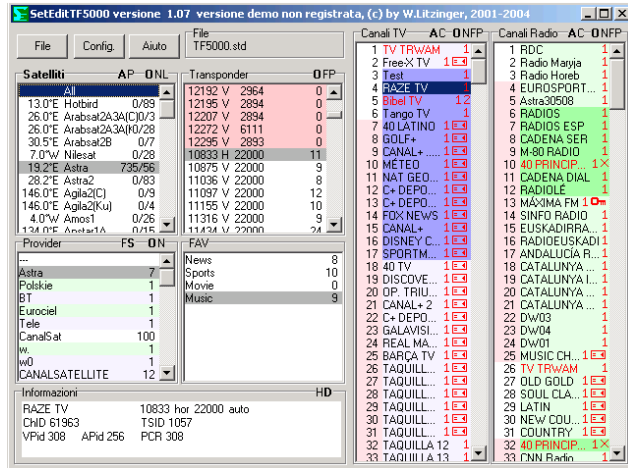 SetEditTF5000 versione 1.07 versione demo non registrata, (c) by W.Litzinger, 2001-2004
File Config. Aiuto
File
TF5000.std
Satelliti AP ONL
All
13.0°E Hotbird 0/89
26.0°E Arabsat2A3A(C) 0/3
26.0°E Arabsat2A3A(K) 0/28
30.5°E Arabsat2B 0/7
7.0°W Nilesat 0/28
19.2°E Astra 735/56
28.2°E Astra2 0/83
146.0°E Agila2(C) 0/9
146.0°E Agila2(Ku) 0/4
4.0°W Amos1 0/26
134.0°E Apstar1A 0/15
Transponder 0FP
12192 V 2964 0
12195 V 2894 0
12207 V 2894 0
12272 V 6111 0
12295 V 2893 0
10833 H 22000 11
10875 V 22000 9
11036 V 22000 8
11097 V 22000 12
11155 V 22000 10
11316 V 22000 9
11434 V 22000 24
Provider FS ON
---
Astra 7
Polskie 1
BT 1
Eurociel 1
Tele 1
CanalSat 100
w. 1
w0 1
CANALSATELLITE 12
FAV
News 8
Sports 10
Movie 0
Music 9
Informazioni HD
RAZE TV 10833 hor 22000 auto
ChID 61963 TSID 1057
VPid 308 APid 256 PCR 308
Canali TV AC ONFP
1 TV TRWAM 1
2 Free-X TV 1
3 Test 1
4 RAZE TV 1
5 Bibel TV 12
6 Tango TV 1
7 40 LATINO 1
8 GOLF+ 1
9 CANAL+ .... 1
10 MÉTEO 1
11 NAT GEO... 1
12 C+ DEPO... 1
13 C+ DEPO... 1
14 FOX NEWS 1
15 CANAL+ 1
16 DISNEY C... 1
17 SPORTM... 1
18 40 TV 1
19 DISCOVE... 1
20 OP. TRIU... 1
21 CANAL+ 2 1
22 C+ DEPO... 1
23 GALAVISI... 1
24 REAL MA... 1
25 BARÇA TV 1
26 TAQUILL... 1
27 TAQUILL... 1
28 TAQUILL... 1
29 TAQUILL... 1
30 TAQUILL... 1
31 TAQUILL... 1
32 TAQUILLA 12 1
33 TAQUILLA 13 1
Canali Radio AC ONFP
1 RDC 1
2 Radio Maryja 1
3 Radio Horeb 1
4 EUROSPORT... 1
5 Astra30508 1
6 RADIOS 1
7 RADIOS ESP 1
8 CADENA SER 1
9 M-80 RADIO 1
10 40 PRINCIP... 1X
11 CADENA DIAL 1
12 RADIOLÉ 1
13 MÁXIMA FM 1
14 SINFO RADIO 1
15 EUSKADIRRA... 1
16 RADIOEUSKADI 1
17 ANDALUCÍA R... 1
18 CATALUNYA ... 1
19 CATALUNYA I... 1
20 CATALUNYA ... 1
21 CATALUNYA ... 1
22 DW03 1
23 DW04 1
24 DW01 1
25 MUSIC CH... 1
26 TV TRWAM 1
27 OLD GOLD 1
28 SOUL CLA... 1
29 LATIN 1
30 NEW COU... 1
31 COUNTRY 1
32 40 PRINCIP... 1X
33 CNN Radio 1